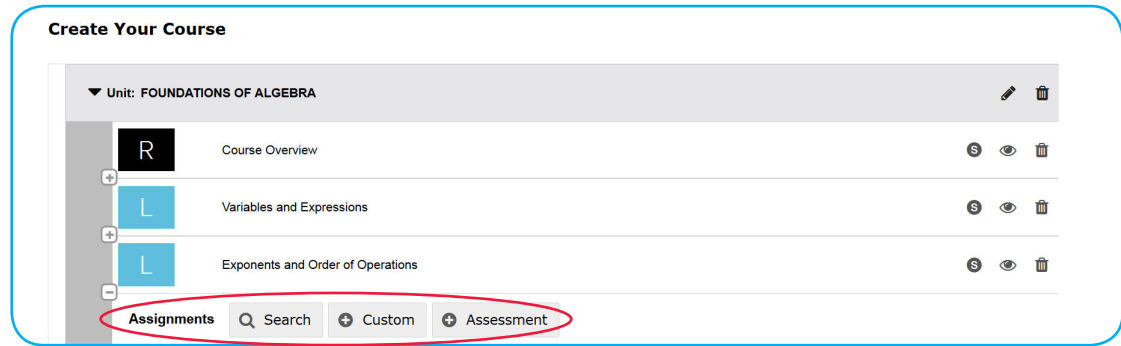 Create Your Course
Unit: FOUNDATIONS OF ALGEBRA
R Course Overview S
L Variables and Expressions S
L Exponents and Order of Operations S
Assignments Search Custom Assessment